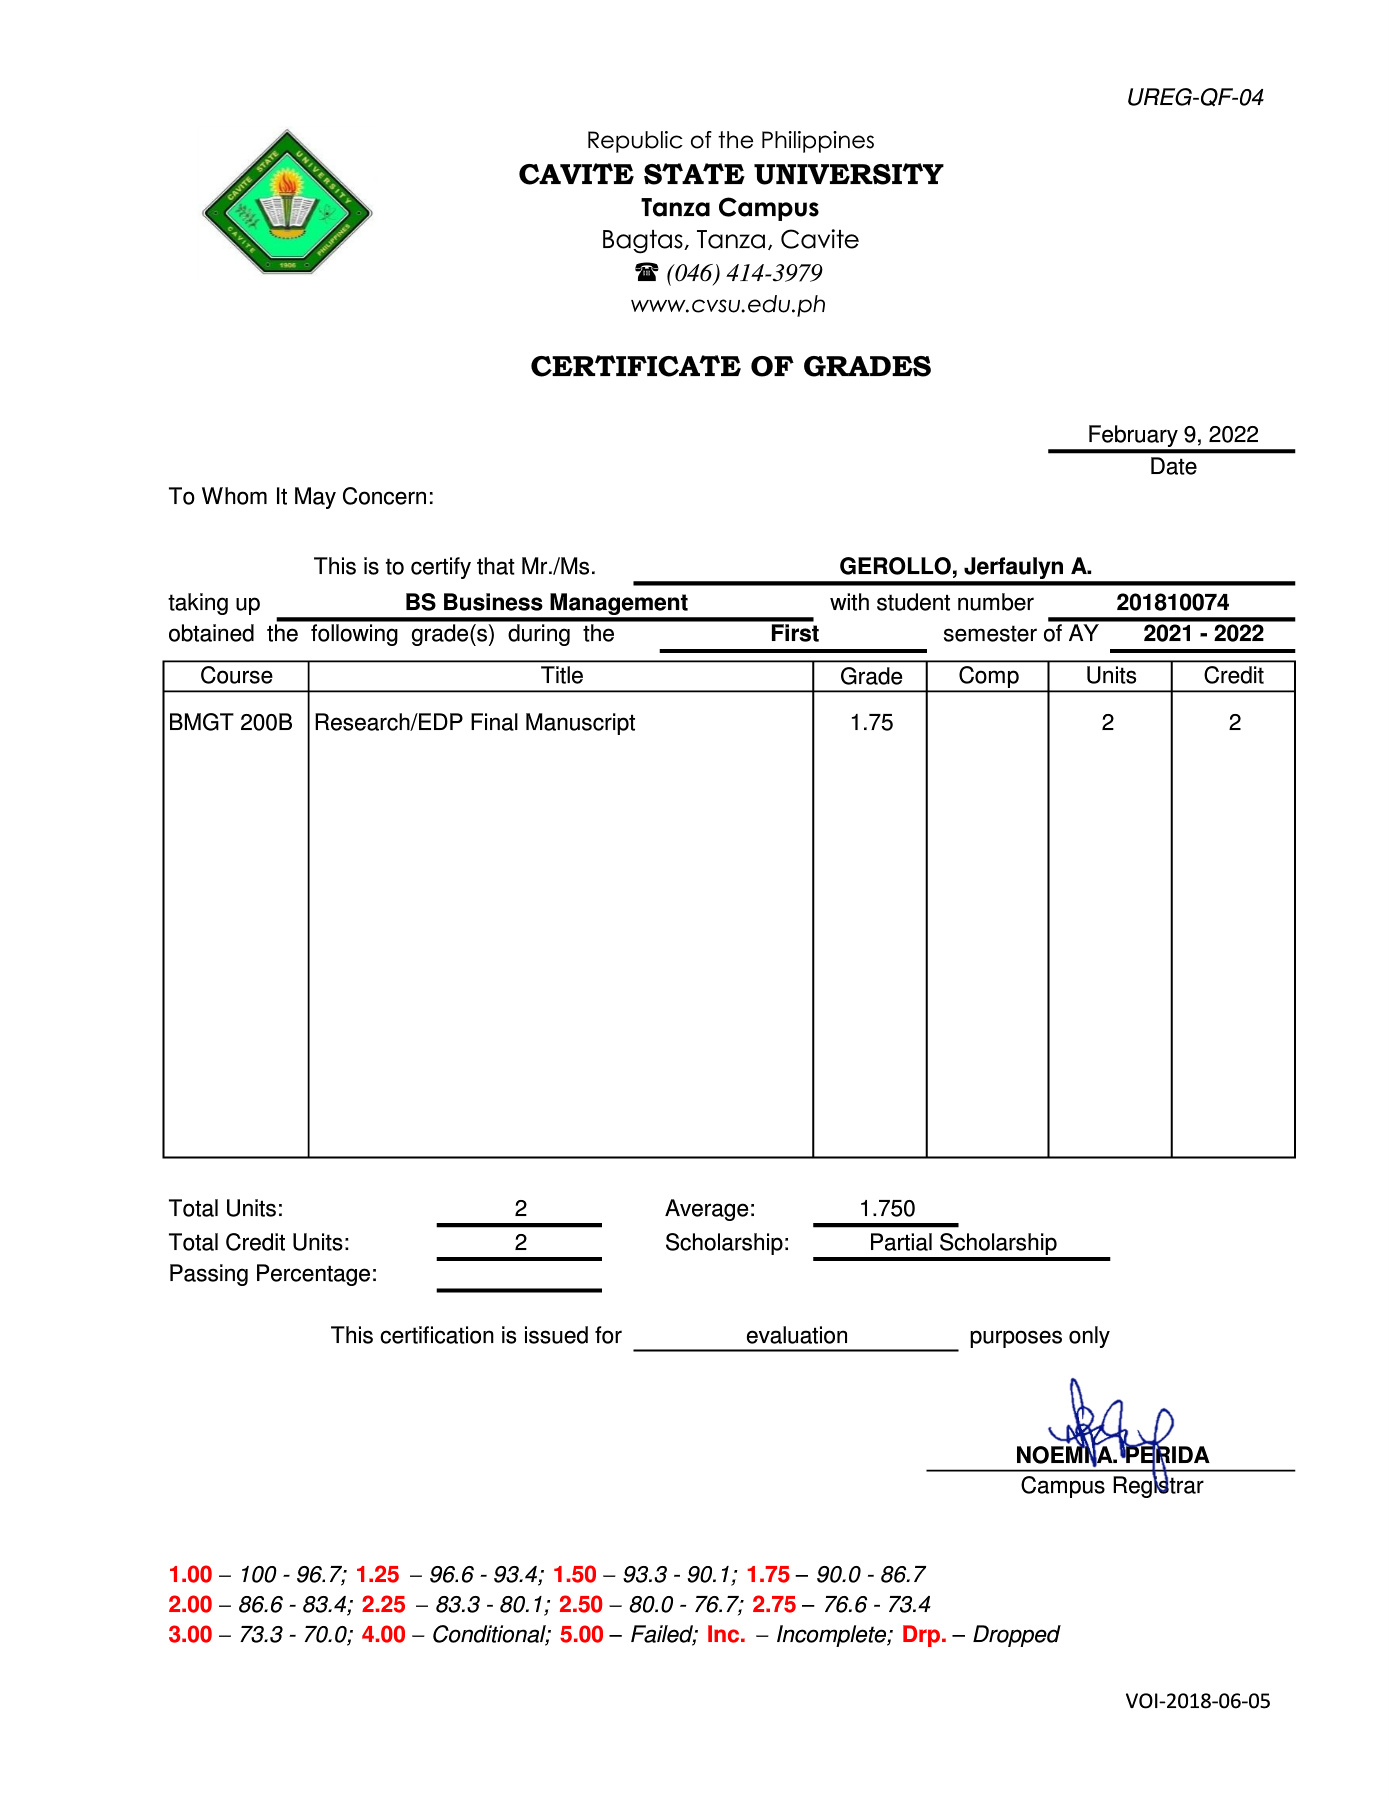 UREG-QF-04
Republic of the Philippines
CAVITE STATE UNIVERSITY
Tanza Campus
Bagtas, Tanza, Cavite
☎ (046) 414-3979
www.cvsu.edu.ph
CAVITE STATE UNIVERSITY
CAVITE PHILIPPINES
1906
CERTIFICATE OF GRADES
February 9, 2022
Date
To Whom It May Concern:
This is to certify that Mr./Ms. GEROLLO, Jerfaulyn A.
taking up BS Business Management with student number 201810074
obtained the following grade(s) during the First semester of AY 2021 - 2022
Course Title Grade Comp Units Credit
BMGT 200B Research/EDP Final Manuscript 1.75 2 2
Total Units: 2 Average: 1.750
Total Credit Units: 2 Scholarship: Partial Scholarship
Passing Percentage:
This certification is issued for evaluation purposes only
NOEMI A. PERIDA
Campus Registrar
1.00 – 100 - 96.7; 1.25 – 96.6 - 93.4; 1.50 – 93.3 - 90.1; 1.75 – 90.0 - 86.7
2.00 – 86.6 - 83.4; 2.25 – 83.3 - 80.1; 2.50 – 80.0 - 76.7; 2.75 – 76.6 - 73.4
3.00 – 73.3 - 70.0; 4.00 – Conditional; 5.00 – Failed; Inc. – Incomplete; Drp. – Dropped
VOI-2018-06-05